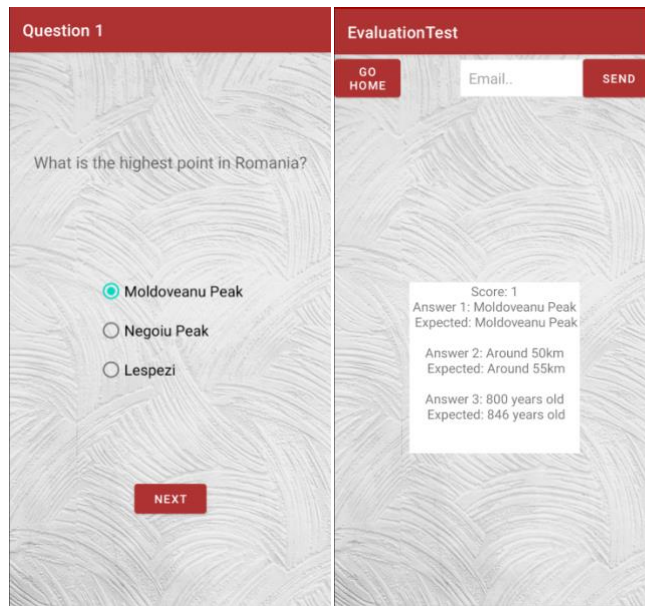 Question 1
What is the highest point in Romania?
Moldoveanu Peak
Negoiu Peak
Lespezi
NEXT
EvaluationTest
GO
HOME
Email..
SEND
Score: 1
Answer 1: Moldoveanu Peak
Expected: Moldoveanu Peak
Answer 2: Around 50km
Expected: Around 55km
Answer 3: 800 years old
Expected: 846 years old